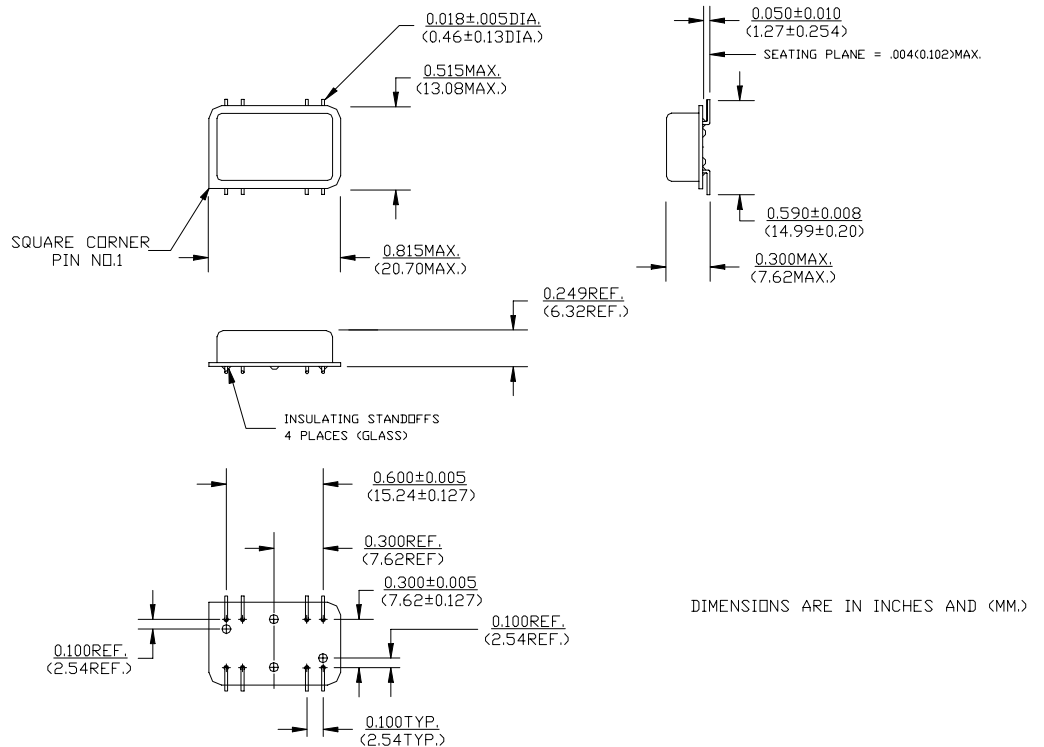 0.018±.005DIA.
(0.46±0.13DIA.)
0.515MAX.
(13.08MAX.)
SQUARE CORNER
PIN NO.1
0.815MAX.
(20.70MAX.)
0.050±0.010
(1.27±0.254)
SEATING PLANE = .004(0.102)MAX.
0.590±0.008
(14.99±0.20)
0.300MAX.
(7.62MAX.)
0.249REF.
(6.32REF.)
INSULATING STANDOFFS
4 PLACES (GLASS)
0.600±0.005
(15.24±0.127)
0.300REF.
(7.62REF)
0.300±0.005
(7.62±0.127)
0.100REF.
(2.54REF.)
0.100REF.
(2.54REF.)
0.100TYP.
(2.54TYP.)
DIMENSIONS ARE IN INCHES AND (MM.)